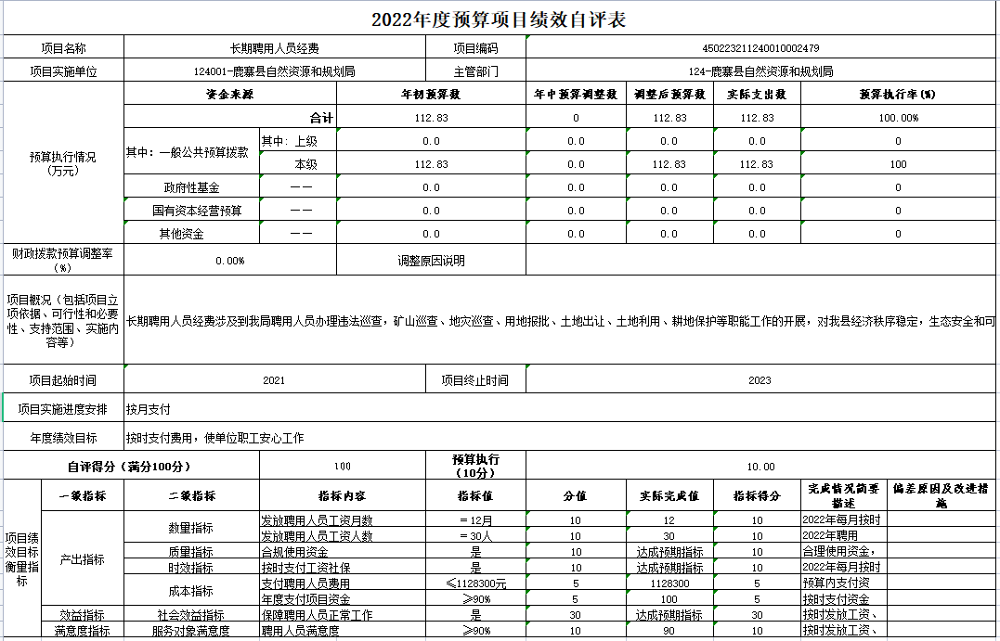 2022年度预算项目绩效自评表
项目名称 长期聘用人员经费 项目编码 450223211240010002479
项目实施单位 124001-鹿寨县自然资源和规划局 主管部门 124-鹿寨县自然资源和规划局
预算执行情况
(万元)
资金来源 年初预算数 年中预算调整数 调整后预算数 实际支出数 预算执行率(%)
合计 112.83 0 112.83 112.83 100.00%
其中: 一般公共预算拨款
其中: 上级 0.0 0.0 0.0 0.0 0
本级 112.83 0.0 112.83 112.83 100
政府性基金 —— 0.0 0.0 0.0 0.0 0
国有资本经营预算 —— 0.0 0.0 0.0 0.0 0
其他资金 —— 0.0 0.0 0.0 0.0 0
财政拨款预算调整率
(%)
0.00% 调整原因说明
项目概况（包括项目立
项依据、可行性和必要
性、支持范围、实施内
容等）
长期聘用人员经费涉及到我局聘用人员办理违法巡查，矿山巡查、地灾巡查、用地报批、土地出让、土地利用、耕地保护等职能工作的开展，对我县经济秩序稳定，生态安全和可
项目起始时间 2021 项目终止时间 2023
项目实施进度安排 按月支付
年度绩效目标 按时支付费用，使单位职工安心工作
自评得分（满分100分） 100
预算执行
(10分)
10.00
项目绩
效目标
衡量指
标
一级指标 二级指标 指标内容 指标值 分值 实际完成值 指标得分
完成情况简要
描述
偏差原因及改进措
施
产出指标
数量指标
发放聘用人员工资月数 ＝12月 10 12 10 2022年每月按时
发放聘用人员工资人数 ＝30人 10 30 10 2022年聘用
质量指标 合规使用资金 是 10 达成预期指标 10 合理使用资金，
时效指标 按时支付工资社保 是 10 达成预期指标 10 2022年每月按时
成本指标
支付聘用人员费用 ≤1128300元 5 1128300 5 预算内支付资
年度支付项目资金 ≥90% 5 100 5 按时支付资金
效益指标 社会效益指标 保障聘用人员正常工作 是 30 达成预期指标 30 按时发放工资、
满意度指标 服务对象满意度 聘用人员满意度 ≥90% 10 90 10 按时发放工资、